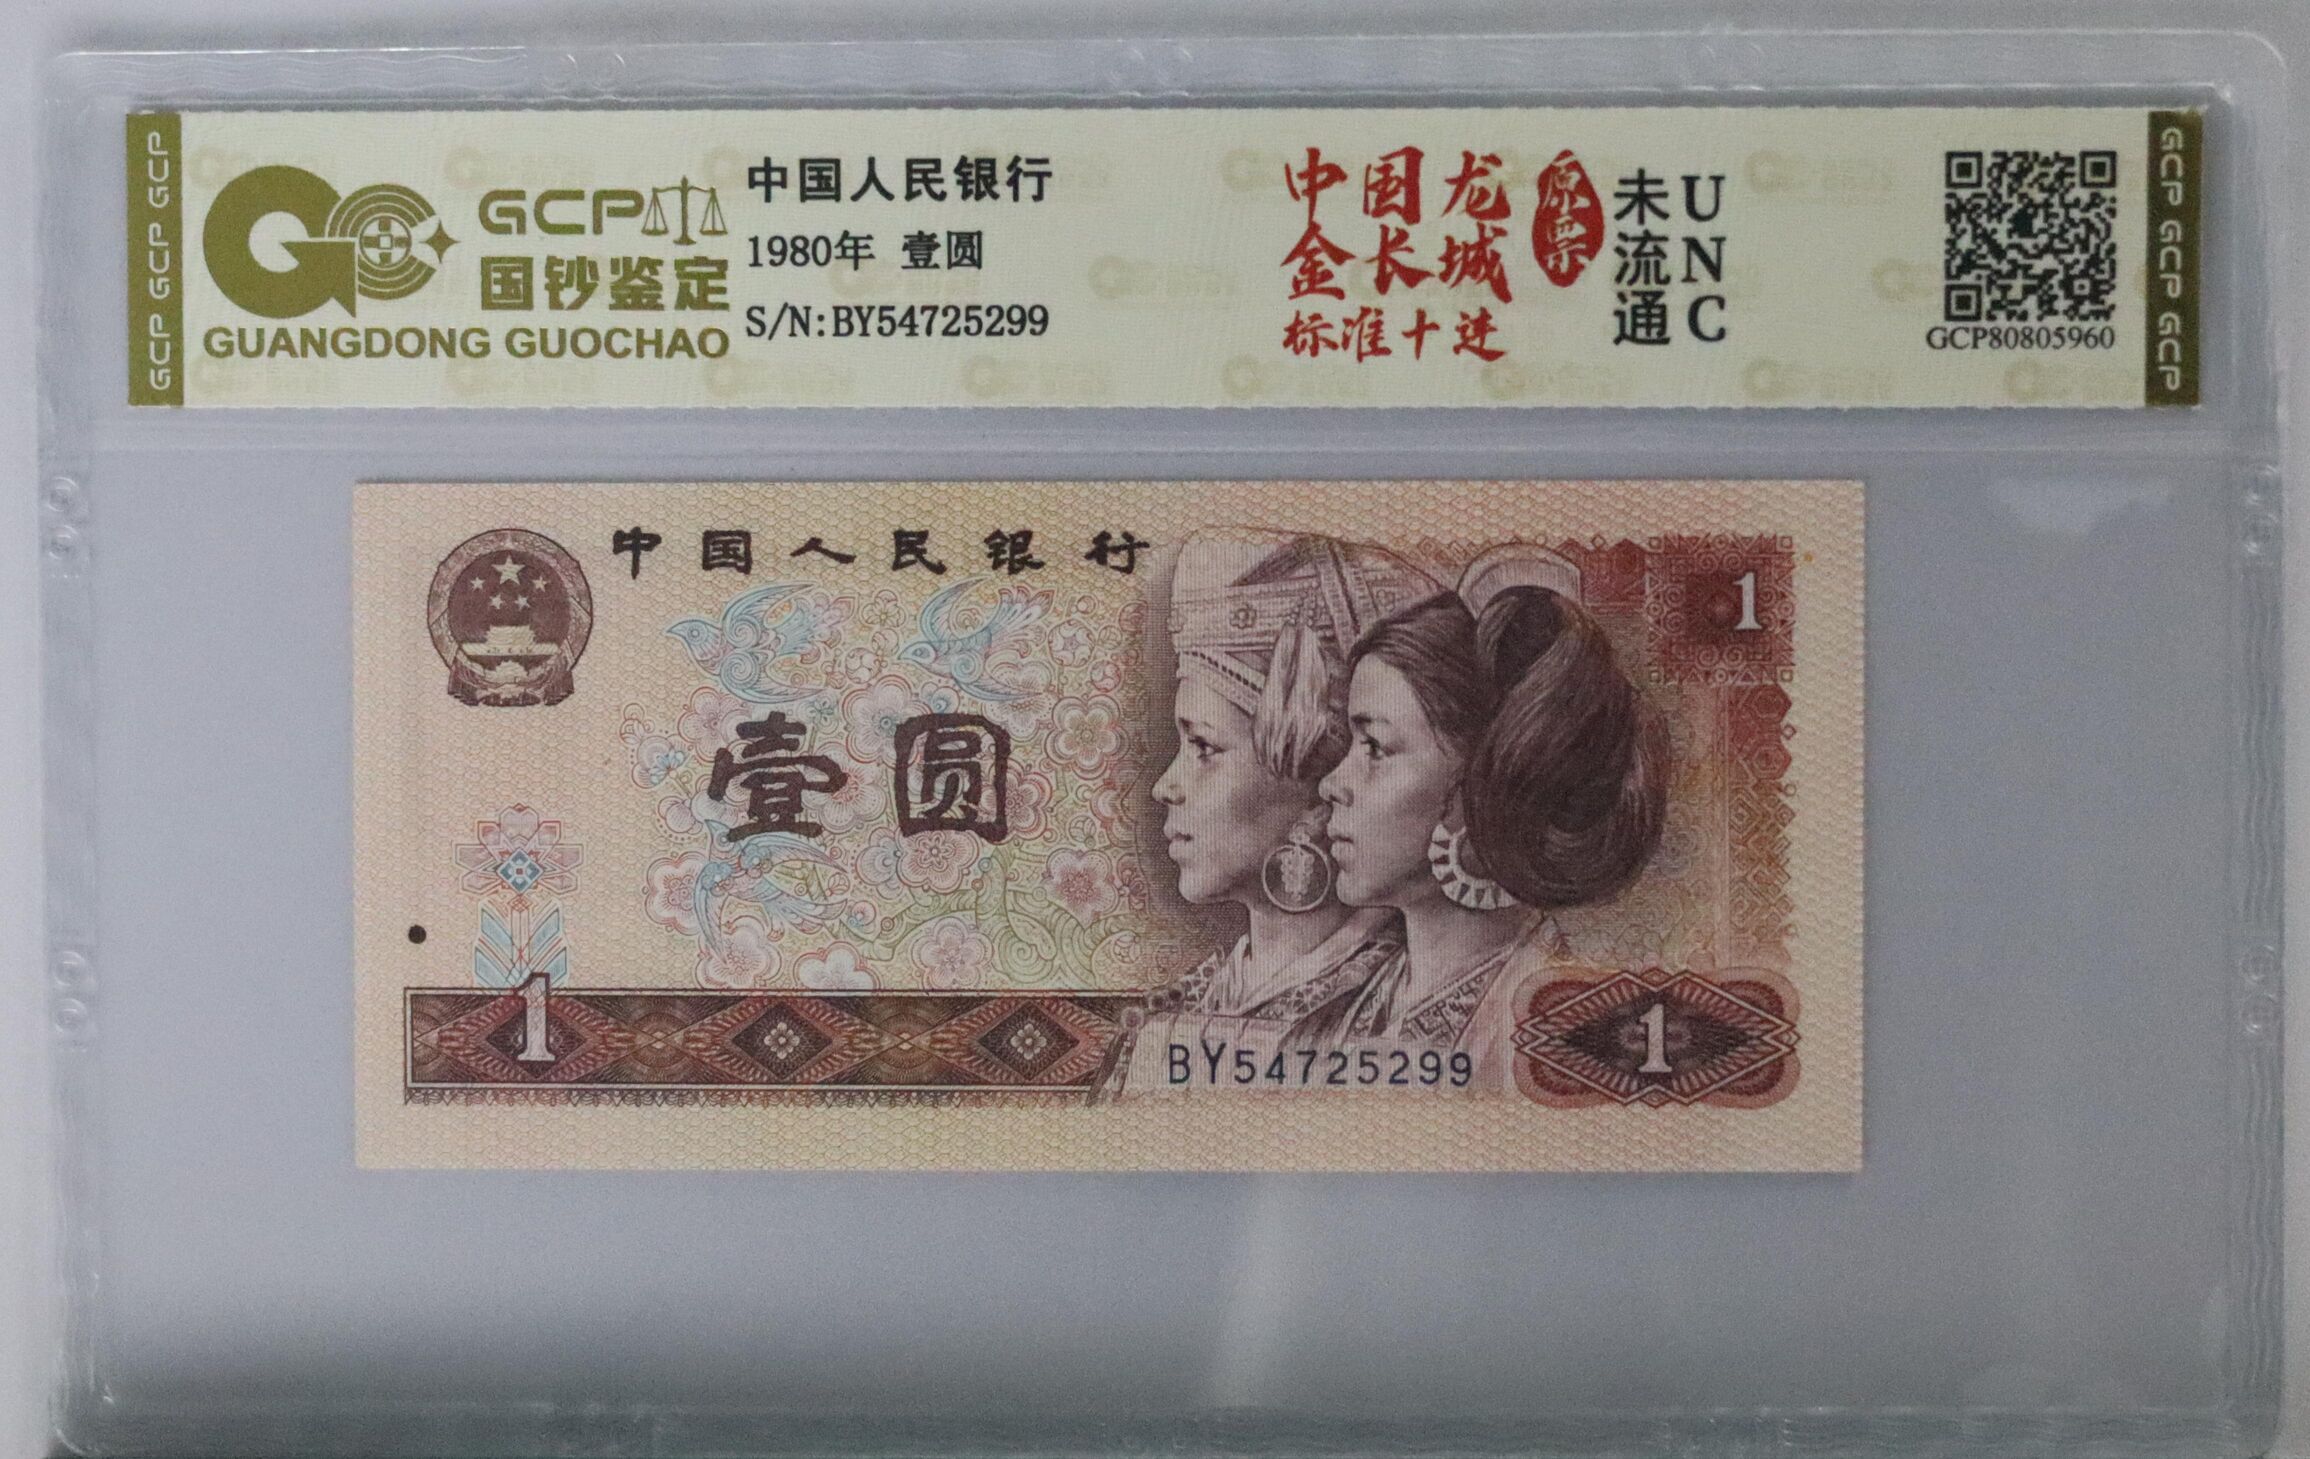 GCP GCP GCP
GCP
国钞鉴定
GUANGDONG GUOCHAO
中国人民银行
1980年 壹圆
S/N:BY54725299
中国龙
金长城
标准十进
原票
未流通
UNC
GCP80805960
GCP GCP GCP
中国人民银行
壹圆
1
1
1
BY54725299